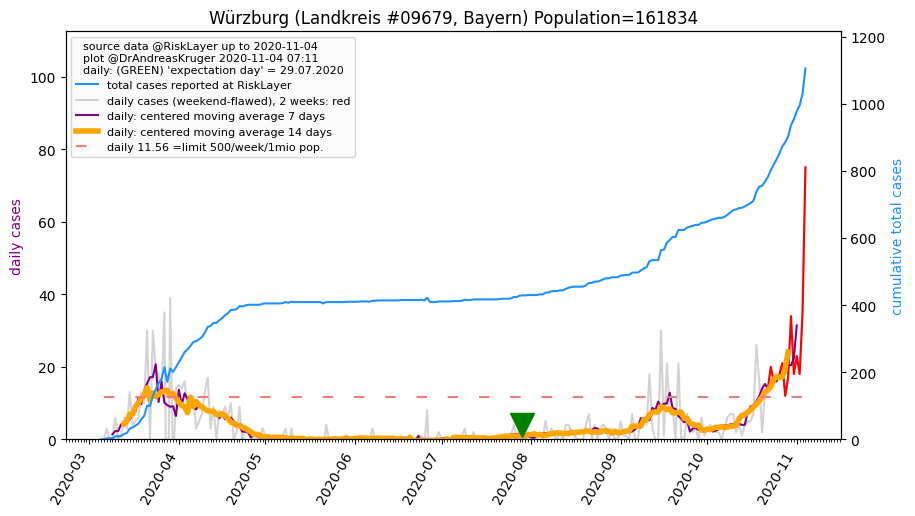 Würzburg (Landkreis #09679, Bayern) Population=161834
source data @RiskLayer up to 2020-11-04
plot @DrAndreasKruger 2020-11-04 07:11
daily: (GREEN) 'expectation day' = 29.07.2020
total cases reported at RiskLayer
daily cases (weekend-flawed), 2 weeks: red
daily: centered moving average 7 days
daily: centered moving average 14 days
daily 11.56 =limit 500/week/1mio pop.
daily cases
100
80
60
40
20
0
1200
1000
800
600
400
200
0
cumulative total cases
2020-03
2020-04
2020-05
2020-06
2020-07
2020-08
2020-09
2020-10
2020-11